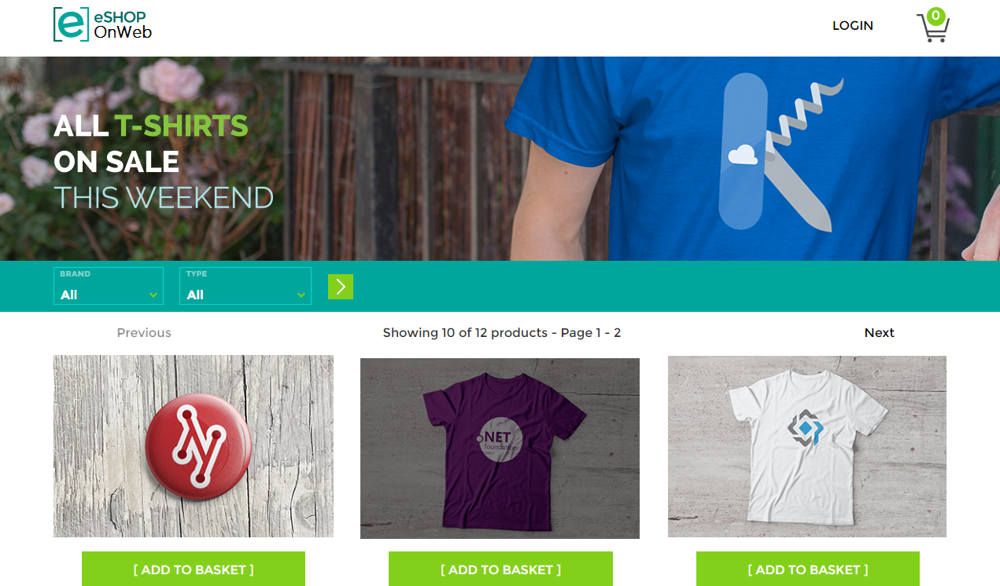 e eSHOP
OnWeb
LOGIN
0
ALL T-SHIRTS
ON SALE
THIS WEEKEND
BRAND
All
TYPE
All
Previous
Showing 10 of 12 products - Page 1 - 2
Next
NET
foundation
[ ADD TO BASKET ]
[ ADD TO BASKET ]
[ ADD TO BASKET ]